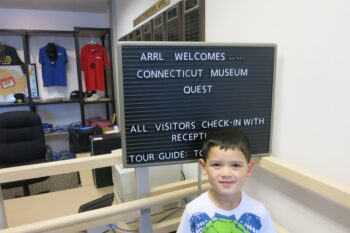 ARRL WELCOMES ....
CONNECTICUT MUSEUM
QUEST
ALL VISITORS CHECK-IN WITH
RECEPTI
TOUR GUIDE: TO